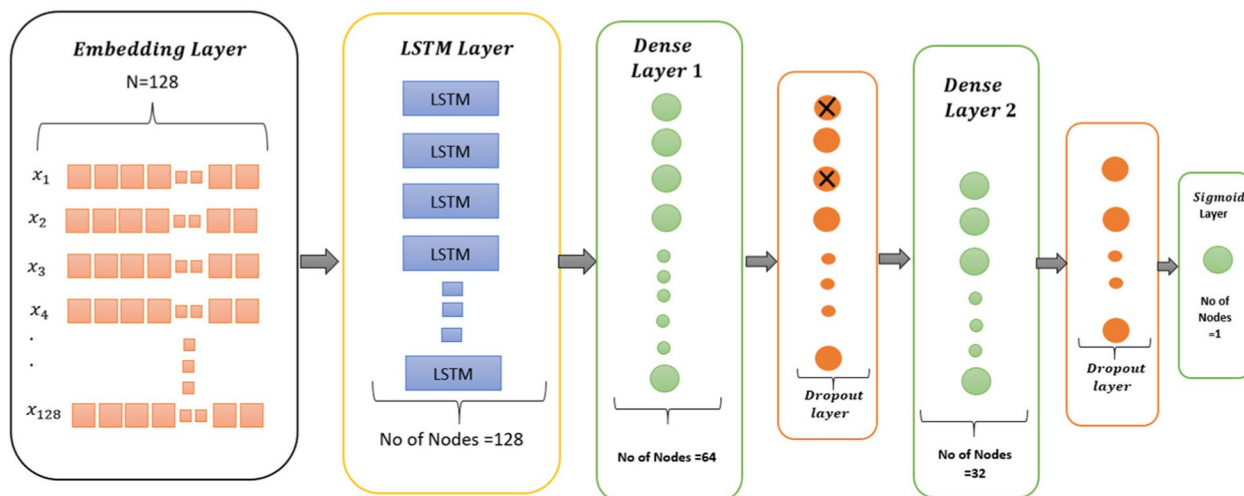 Embedding Layer
N=128
x1
x2
x3
x4
.
.
x128
LSTM Layer
LSTM
LSTM
LSTM
LSTM
LSTM
No of Nodes =128
Dense
Layer 1
No of Nodes =64
Dropout
layer
Dense
Layer 2
No of Nodes
=32
Dropout
layer
Sigmoid
Layer
No of
Nodes
=1